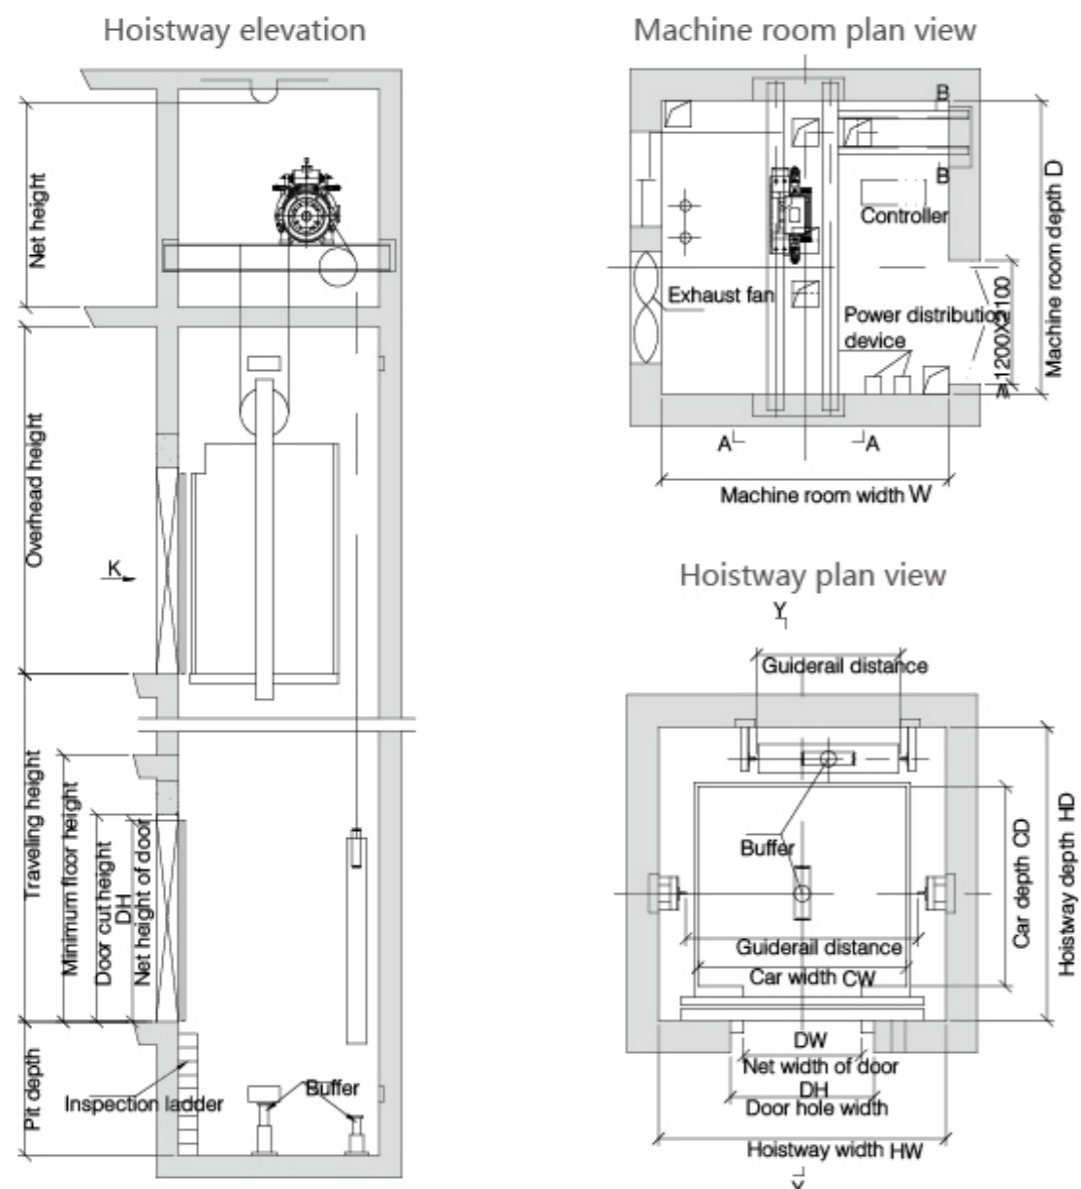 Hoistway elevation
Net height
Overhead height
K
Traveling height
Minimum floor height
Door cut height
DH
Net height of door
Pit depth
Inspection ladder
Buffer
Machine room plan view
B
B
Controller
Exhaust fan
Power distribution
device
1200X2100
Machine room depth D
A
A
Machine room width W
Hoistway plan view
Y
Guiderail distance
Buffer
Guiderail distance
Car width CW
Car depth CD
Hoistway depth HD
DW
Net width of door
DH
Door hole width
Hoistway width HW